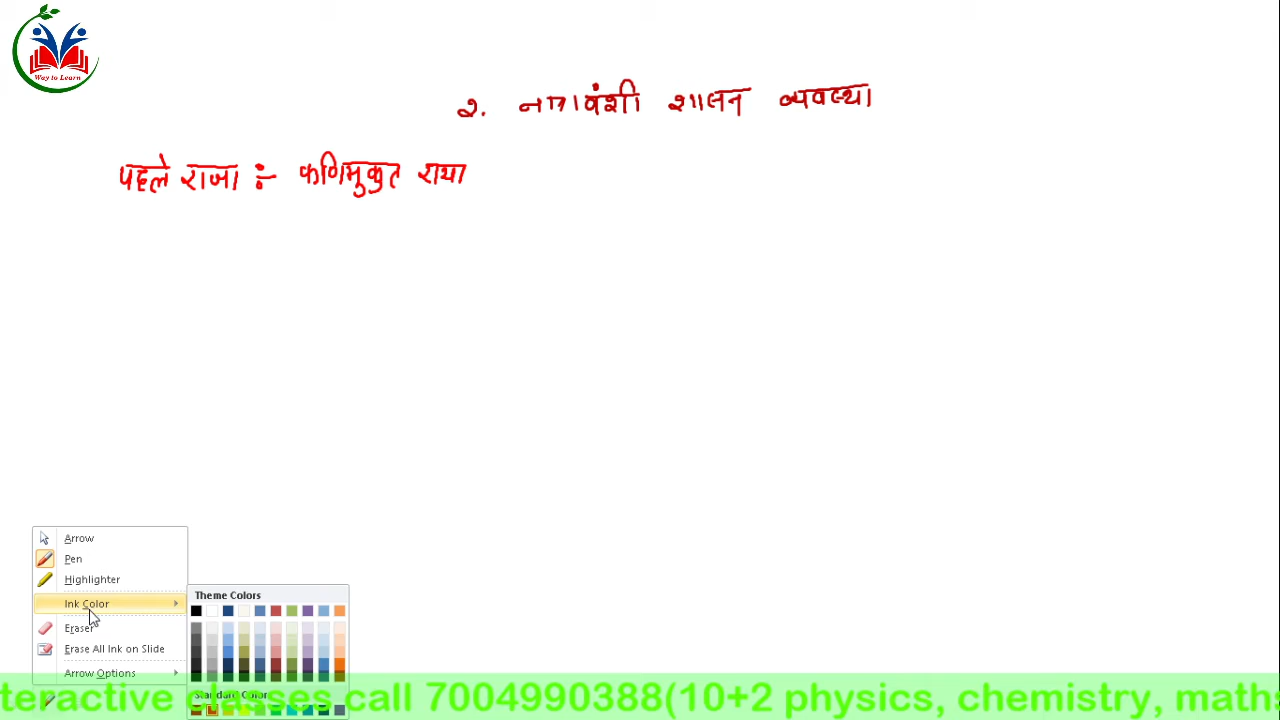 Way to Learn
२. नागवंशी शासन व्यवस्था
पहले राजा :- फणिमुकुत राया
Arrow
Pen
Highlighter
Ink Color
Eraser
Erase All Ink on Slide
Arrow Options
Theme Colors
Standard Colors
teractive classes call 7004990388(10+2 physics, chemistry, maths